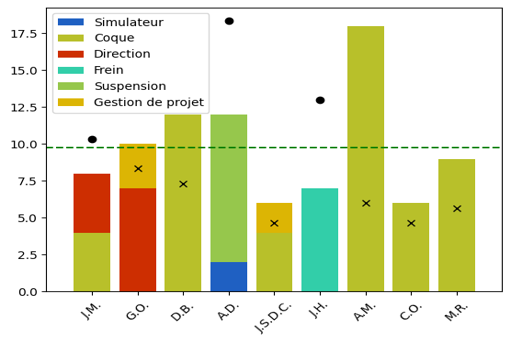 Simulateur
Coque
Direction
Frein
Suspension
Gestion de projet
17.5
15.0
12.5
10.0
7.5
5.0
2.5
0.0
J.M.
G.O.
D.B.
A.D.
J.S.D.C.
J.H.
A.M.
C.O.
M.R.